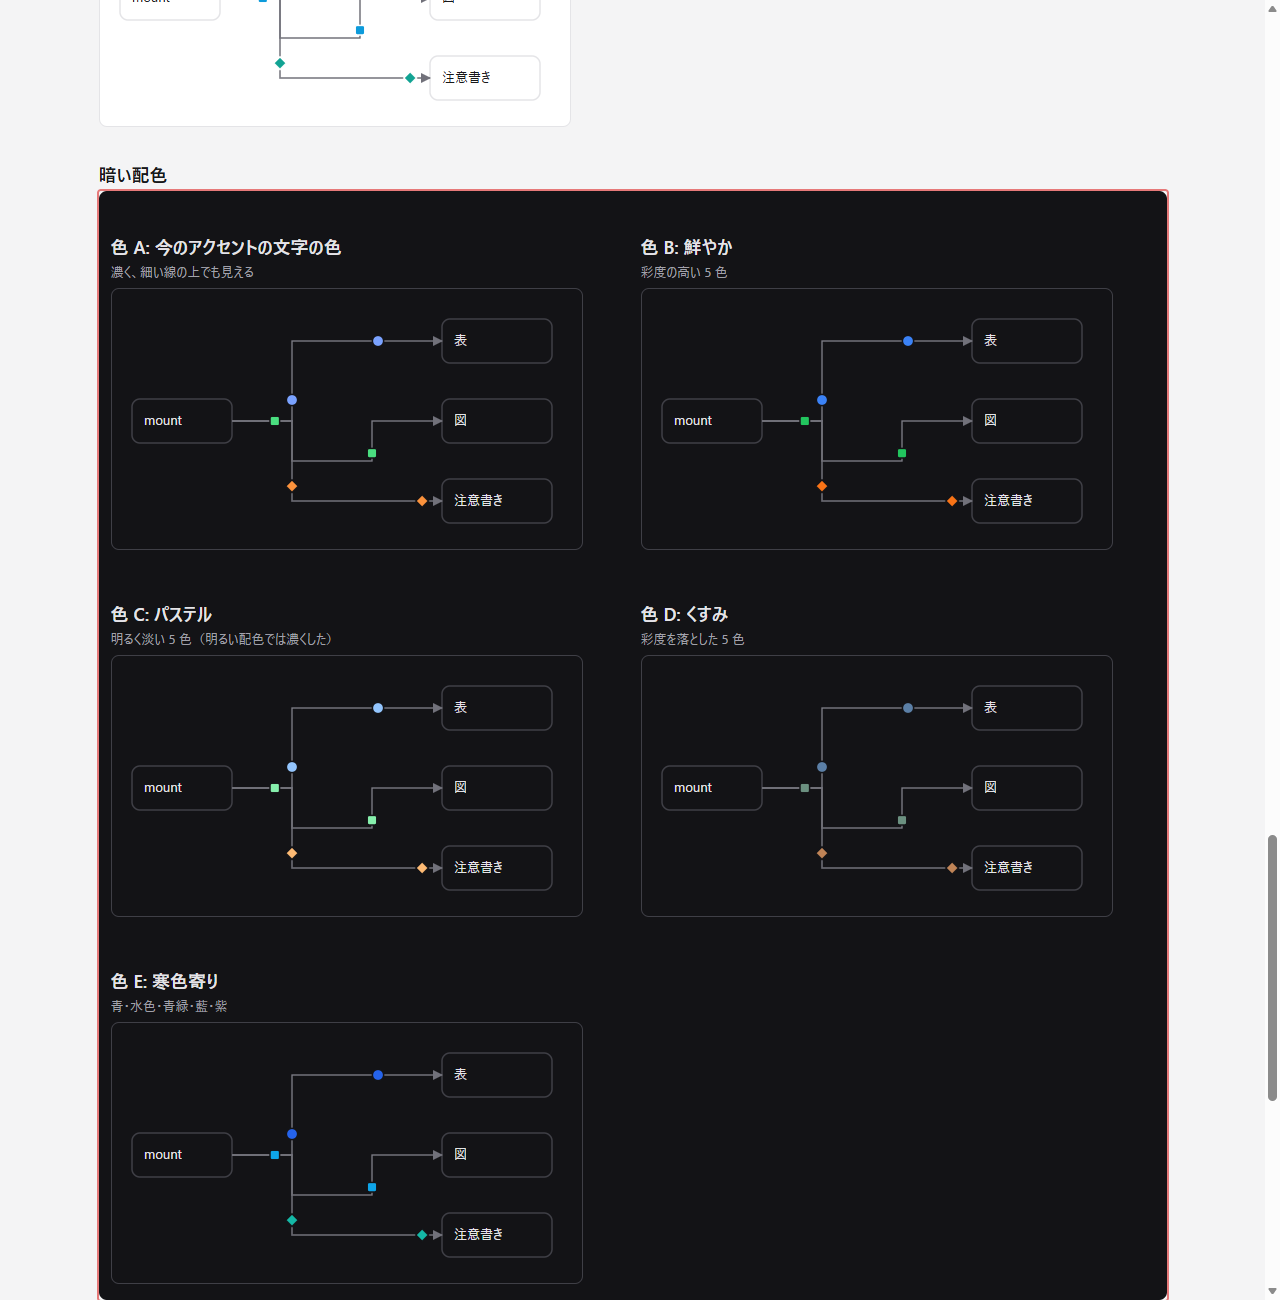 mount
図
注意書き
暗い配色
色 A: 今のアクセントの文字の色
濃く、細い線の上でも見える
表
mount
図
注意書き
色 B: 鮮やか
彩度の高い 5 色
表
mount
図
注意書き
色 C: パステル
明るく淡い 5 色（明るい配色では濃くした）
表
mount
図
注意書き
色 D: くすみ
彩度を落とした 5 色
表
mount
図
注意書き
色 E: 寒色寄り
青・水色・青緑・藍・紫
表
mount
図
注意書き